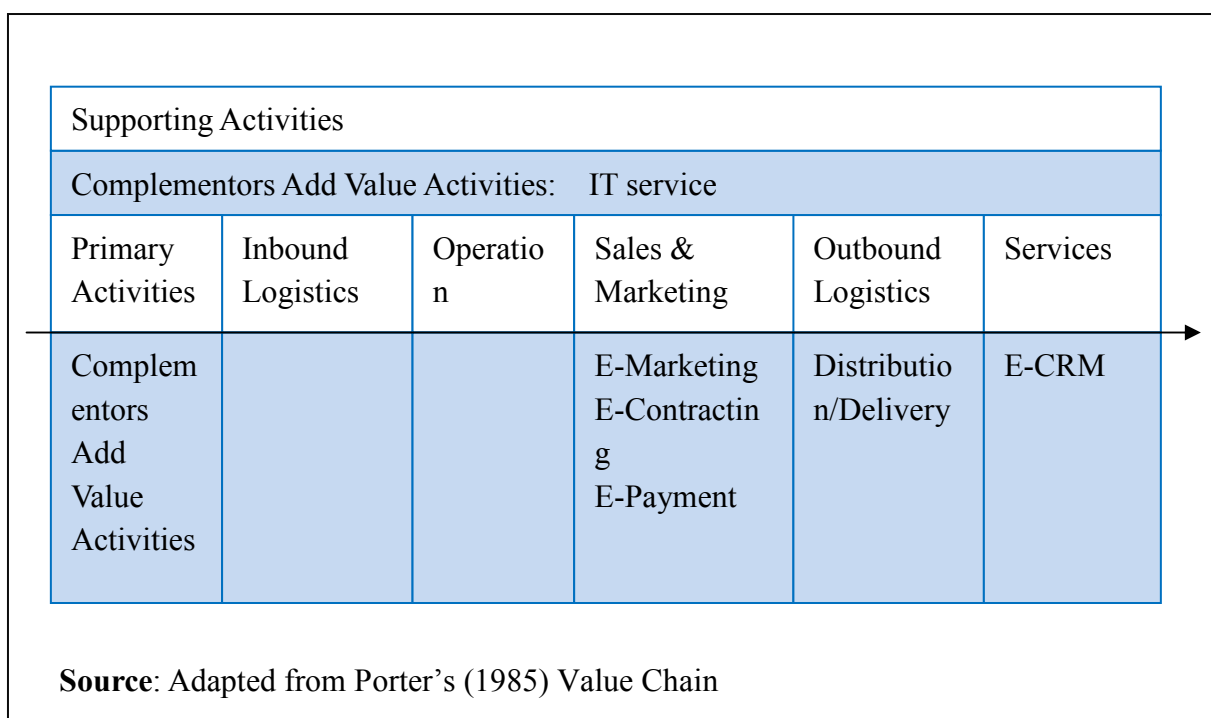 Supporting Activities
Complementors Add Value Activities: IT service
Primary
Activities
Inbound
Logistics
Operatio
n
Sales &
Marketing
Outbound
Logistics
Services
Complem
entors
Add
Value
Activities
E-Marketing
E-Contractin
g
E-Payment
Distributio
n/Delivery
E-CRM
Source: Adapted from Porter’s (1985) Value Chain